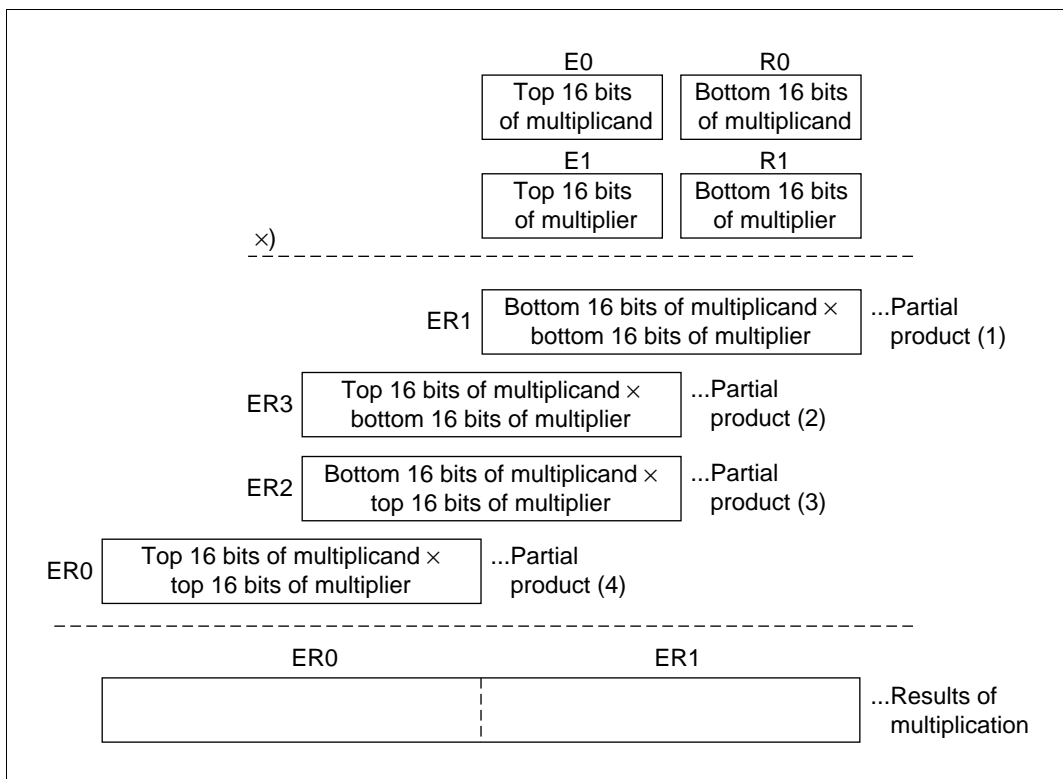 E0 R0
Top 16 bits Bottom 16 bits
of multiplicand of multiplicand
E1 R1
Top 16 bits Bottom 16 bits
of multiplier of multiplier
×)
ER1 Bottom 16 bits of multiplicand × ...Partial
bottom 16 bits of multiplier product (1)
ER3 Top 16 bits of multiplicand × ...Partial
bottom 16 bits of multiplier product (2)
ER2 Bottom 16 bits of multiplicand × ...Partial
top 16 bits of multiplier product (3)
ER0 Top 16 bits of multiplicand × ...Partial
top 16 bits of multiplier product (4)
ER0 ER1
...Results of
multiplication